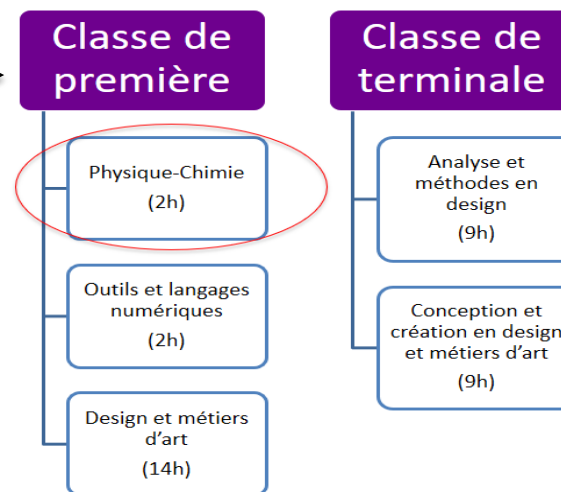 Classe de
première
Physique-Chimie
(2h)
Outils et langages
numériques
(2h)
Design et métiers
d'art
(14h)
Classe de
terminale
Analyse et
méthodes en
design
(9h)
Conception et
création en design
et métiers d'art
(9h)